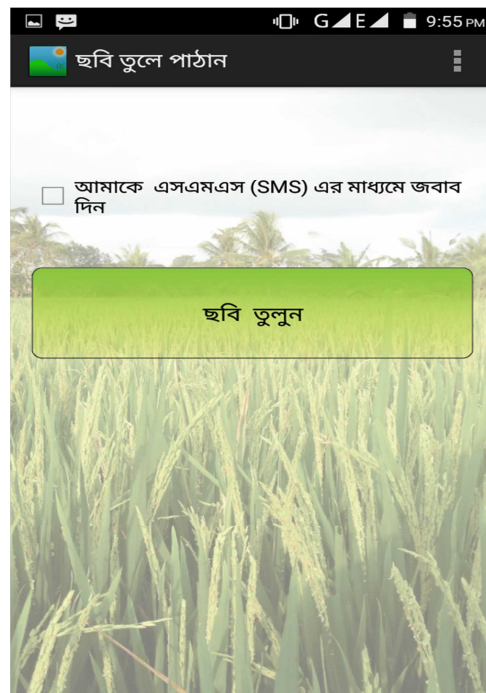 G E 9:55 PM
ছবি তুলে পাঠান
আমাকে এসএমএস (SMS) এর মাধ্যমে জবাব
দিন
ছবি তুলুন